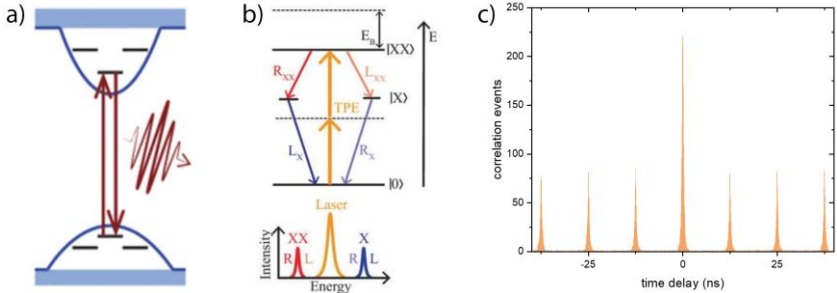 a)
b)
E_B
E
|XX⟩
R_XX
L_XX
|X⟩
TPE
L_X
R_X
|0⟩
Laser
XX
X
R L
R L
Intensity
Energy
c)
250
200
150
100
50
0
correlation events
-25
0
25
time delay (ns)